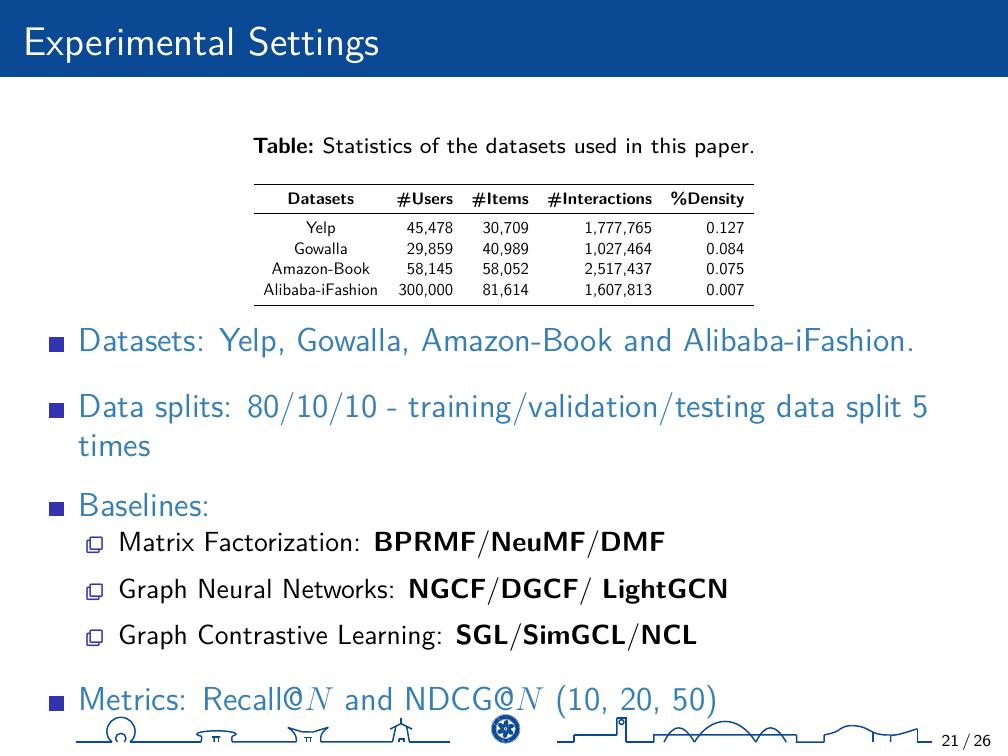 Experimental Settings
Table: Statistics of the datasets used in this paper.
Datasets #Users #Items #Interactions %Density
Yelp 45,478 30,709 1,777,765 0.127
Gowalla 29,859 40,989 1,027,464 0.084
Amazon-Book 58,145 58,052 2,517,437 0.075
Alibaba-iFashion 300,000 81,614 1,607,813 0.007
Datasets: Yelp, Gowalla, Amazon-Book and Alibaba-iFashion.
Data splits: 80/10/10 - training/validation/testing data split 5
times
Baselines:
Matrix Factorization: BPRMF/NeuMF/DMF
Graph Neural Networks: NGCF/DGCF/ LightGCN
Graph Contrastive Learning: SGL/SimGCL/NCL
Metrics: Recall@N and NDCG@N (10, 20, 50)
21 / 26